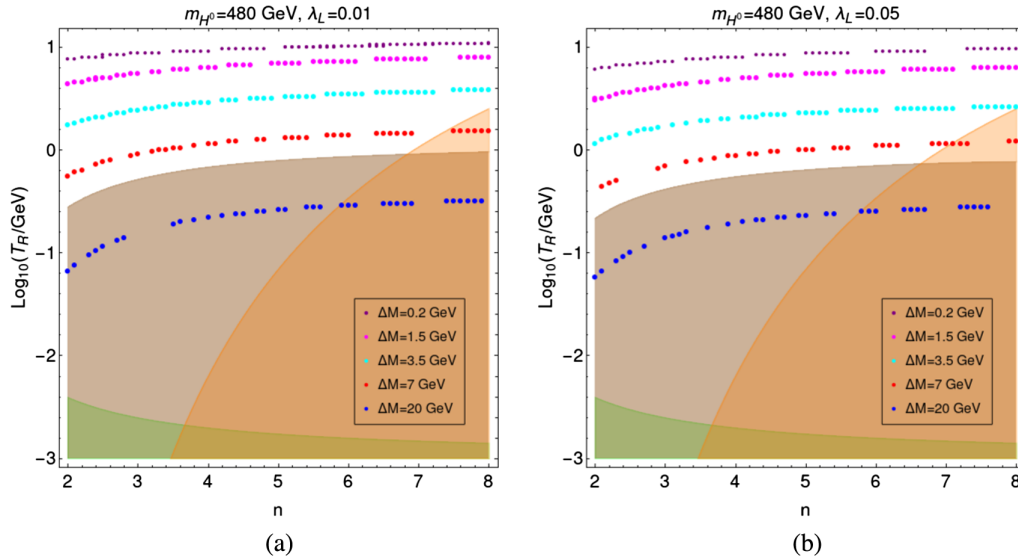 m_H⁰=480 GeV, λ_L=0.01
Log₁₀(T_R/GeV)
1
0
−1
−2
−3
ΔM=0.2 GeV
ΔM=1.5 GeV
ΔM=3.5 GeV
ΔM=7 GeV
ΔM=20 GeV
2 3 4 5 6 7 8
n
(a)
m_H⁰=480 GeV, λ_L=0.05
Log₁₀(T_R/GeV)
1
0
−1
−2
−3
ΔM=0.2 GeV
ΔM=1.5 GeV
ΔM=3.5 GeV
ΔM=7 GeV
ΔM=20 GeV
2 3 4 5 6 7 8
n
(b)